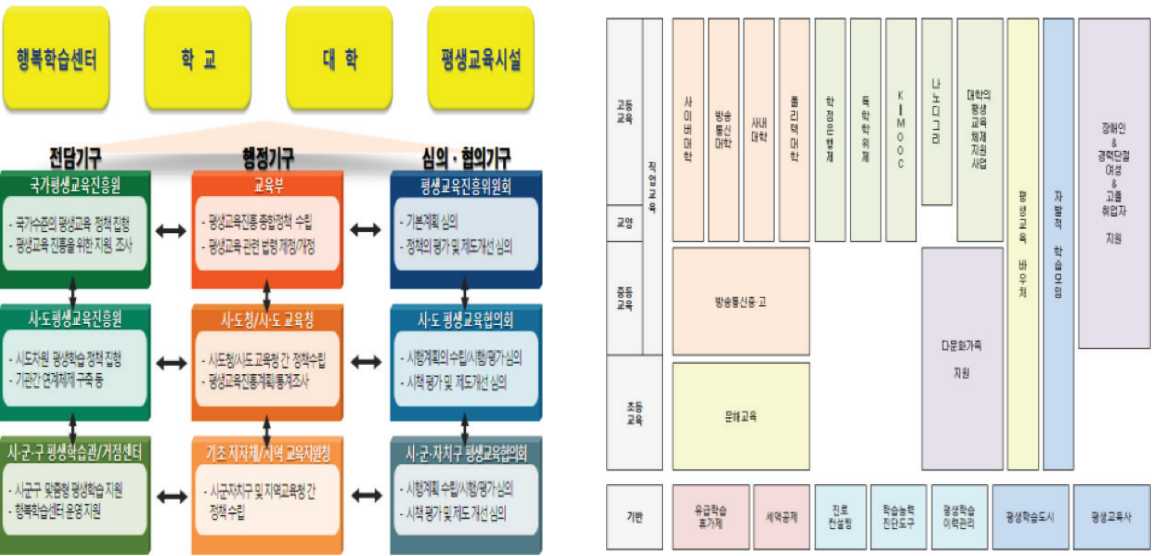 행복학습센터
학 교
대 학
평생교육시설
전담기구
행정기구
심의 · 협의기구
국가평생교육진흥원
- 국가수준의 평생교육 정책 집행
- 평생교육 진흥을 위한 지원, 조사
교육부
- 평생교육진흥 종합정책 수립
- 평생교육 관련 법령 제정/개정
평생교육진흥위원회
- 기본계획 심의
- 정책의 평가 및 제도개선 심의
시·도평생교육진흥원
- 시도차원 평생학습 정책 집행
- 기관간 연계체제 구축 등
시·도청/시·도 교육청
- 시도청/시도 교육청 간 정책수립
- 평생교육진흥계획/통계조사
시·도 평생교육협의회
- 시행계획의 수립/시행/평가 심의
- 시책 평가 및 제도개선 심의
시·군·구 평생학습관/거점센터
- 시군구 맞춤형 평생학습 지원
- 행복학습센터 운영 지원
기초 지자체/지역 교육지원청
- 시군자치구 및 지역교육청 간
정책 수립
시·군·자치구 평생교육협의회
- 시행계획 수립/시행/평가 심의
- 시책 평가 및 제도 개선 심의
고등
교육
교양
중등
교육
초등
교육
직업교육
사이버대학
방송
통신
대학
사내
대학
폴리텍대학
학점은행제
독학학위제
K-MOOC
나노디그리
대학의
평생
교육
체제
지원
사업
평생교육 바우처
자발적 학습모임
장애인
&
경력단절
여성
&
고졸
취업자
지원
방송통신중·고
다문화가족
지원
문해교육
기반
유급학습
휴가제
세액공제
진로
컨설팅
학습능력
진단도구
평생학습
이력관리
평생학습도시
평생교육사